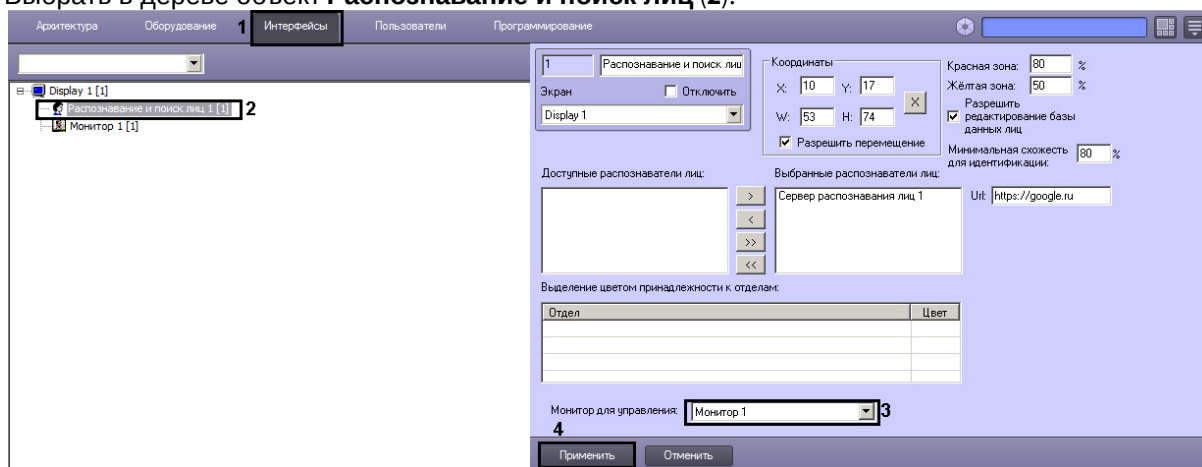 Выбрать в дереве объект Распознавание и поиск лиц (2).
Архитектура Оборудование 1 Интерфейсы Пользователи Программирование
Display 1 [1]
Распознавание и поиск лиц 1 [1] 2
Монитор 1 [1]
1 Распознавание и поиск лиц
Экран Отключить
Display 1
Координаты
X: 10 Y: 17
W: 53 H: 74
X
Разрешить перемещение
Красная зона: 80 %
Жёлтая зона: 50 %
Разрешить
редактирование базы
данных лиц
Минимальная схожесть
для идентификации: 80 %
Доступные распознаватели лиц:
>
<
>>
<<
Выбранные распознаватели лиц:
Сервер распознавания лиц 1
Url: https://google.ru
Выделение цветом принадлежности к отделам:
Отдел Цвет
Монитор для управления: Монитор 1 3
4
Применить Отменить